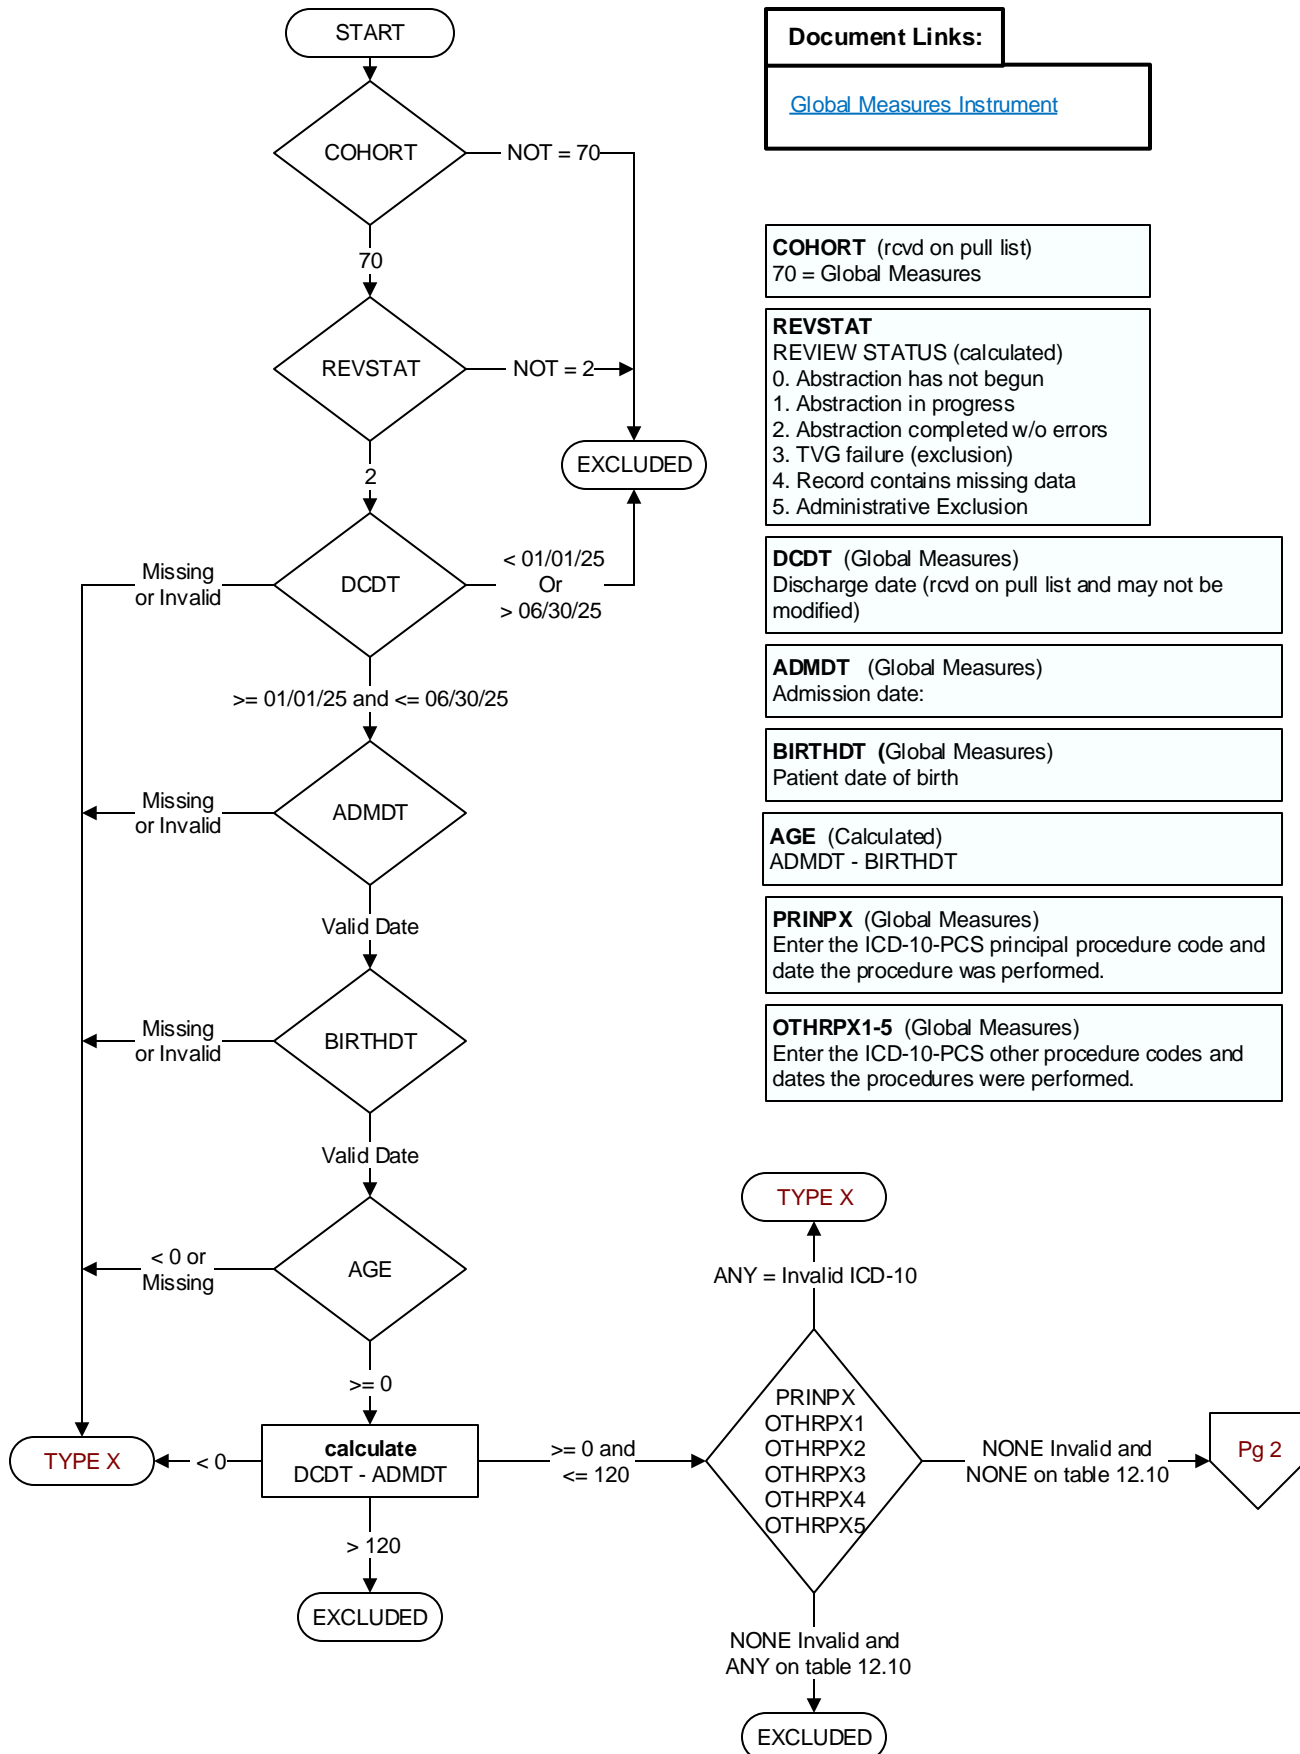 START
COHORT
NOT = 70
70
REVSTAT
NOT = 2
EXCLUDED
2
DCDT
Missing
or Invalid
< 01/01/25
Or
> 06/30/25
>= 01/01/25 and <= 06/30/25
ADMDT
Missing
or Invalid
Valid Date
BIRTHDT
Missing
or Invalid
Valid Date
AGE
< 0 or
Missing
>= 0
calculate
DCDT - ADMDT
< 0
TYPE X
> 120
EXCLUDED
>= 0 and
<= 120
PRINPX
OTHRPX1
OTHRPX2
OTHRPX3
OTHRPX4
OTHRPX5
ANY = Invalid ICD-10
TYPE X
NONE Invalid and
NONE on table 12.10
Pg 2
NONE Invalid and
ANY on table 12.10
EXCLUDED
Document Links:
Global Measures Instrument
COHORT (rcvd on pull list)
70 = Global Measures
REVSTAT
REVIEW STATUS (calculated)
0. Abstraction has not begun
1. Abstraction in progress
2. Abstraction completed w/o errors
3. TVG failure (exclusion)
4. Record contains missing data
5. Administrative Exclusion
DCDT (Global Measures)
Discharge date (rcvd on pull list and may not be
modified)
ADMDT (Global Measures)
Admission date:
BIRTHDT (Global Measures)
Patient date of birth
AGE (Calculated)
ADMDT - BIRTHDT
PRINPX (Global Measures)
Enter the ICD-10-PCS principal procedure code and
date the procedure was performed.
OTHRPX1-5 (Global Measures)
Enter the ICD-10-PCS other procedure codes and
dates the procedures were performed.